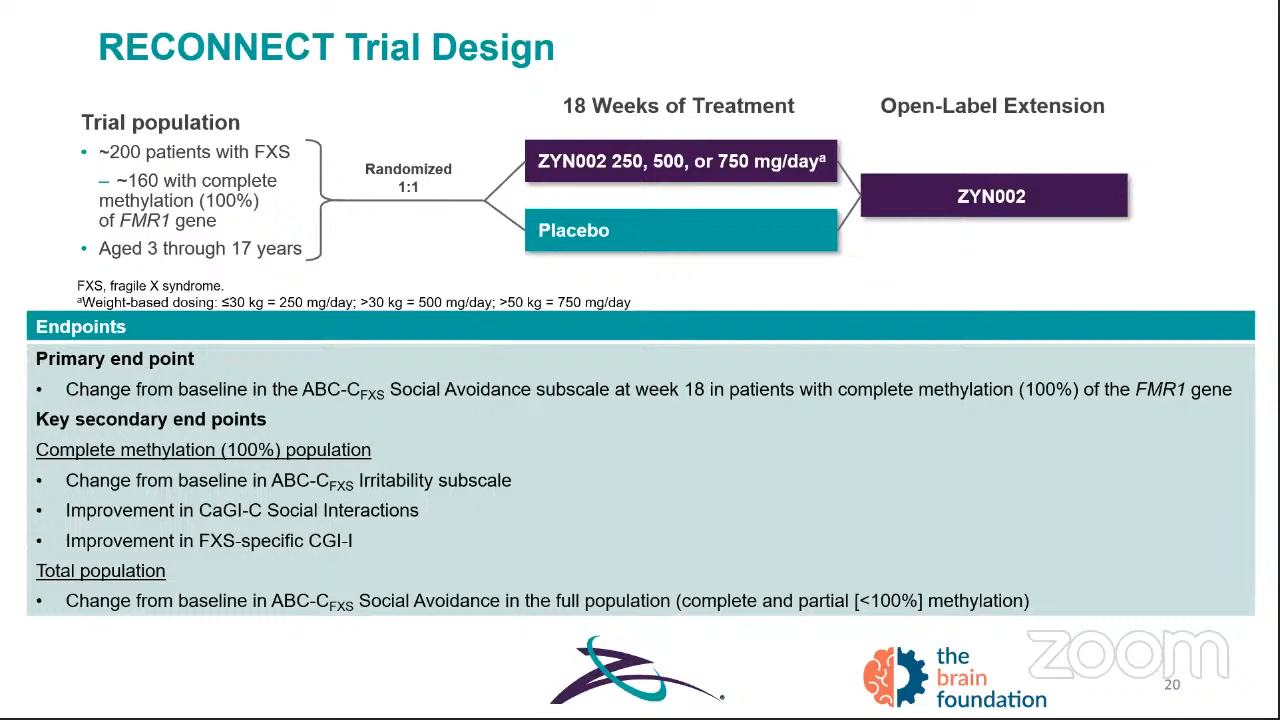 RECONNECT Trial Design
18 Weeks of Treatment
Open-Label Extension
Trial population
• ~200 patients with FXS
– ~160 with complete
methylation (100%)
of FMR1 gene
• Aged 3 through 17 years
Randomized
1:1
ZYN002 250, 500, or 750 mg/dayᵃ
Placebo
ZYN002
FXS, fragile X syndrome.
ᵃWeight-based dosing: ≤30 kg = 250 mg/day; >30 kg = 500 mg/day; >50 kg = 750 mg/day
Endpoints
Primary end point
• Change from baseline in the ABC-CFXS Social Avoidance subscale at week 18 in patients with complete methylation (100%) of the FMR1 gene
Key secondary end points
Complete methylation (100%) population
• Change from baseline in ABC-CFXS Irritability subscale
• Improvement in CaGI-C Social Interactions
• Improvement in FXS-specific CGI-I
Total population
• Change from baseline in ABC-CFXS Social Avoidance in the full population (complete and partial [<100%] methylation)
the
brain
foundation
zoom
20